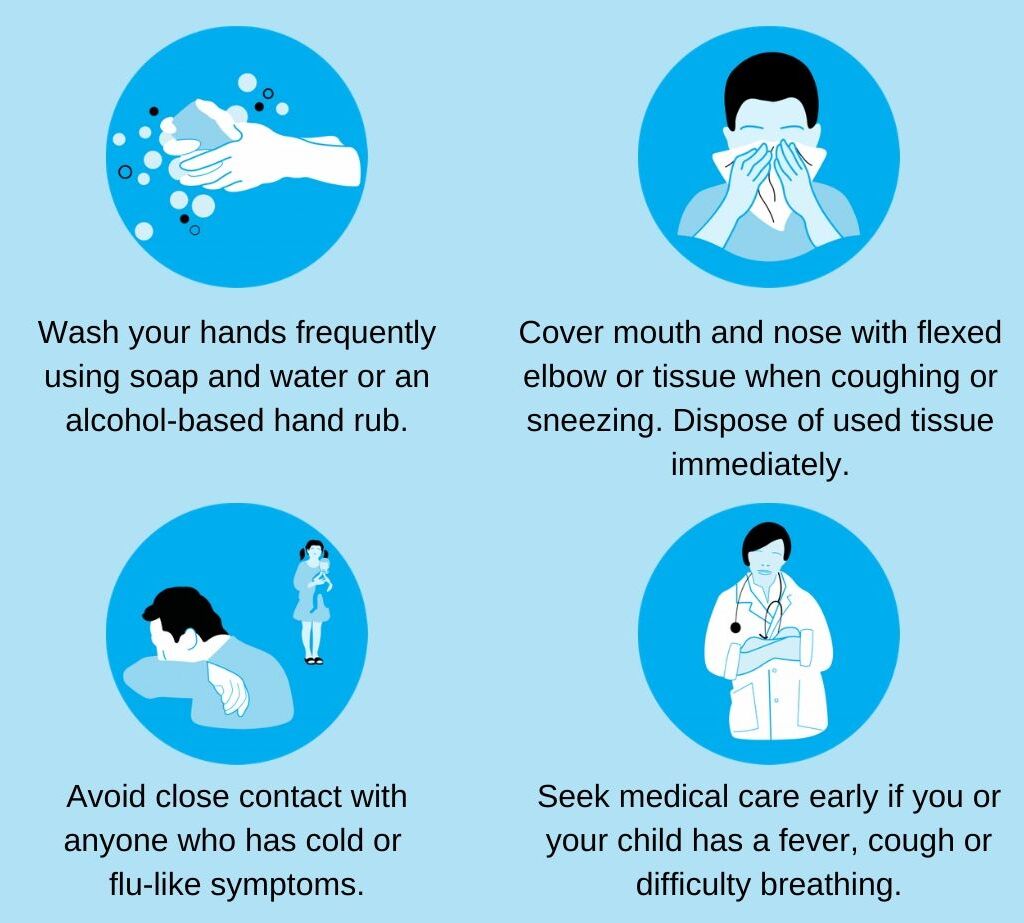 Wash your hands frequently
using soap and water or an
alcohol-based hand rub.
Cover mouth and nose with flexed
elbow or tissue when coughing or
sneezing. Dispose of used tissue
immediately.
Avoid close contact with
anyone who has cold or
flu-like symptoms.
Seek medical care early if you or
your child has a fever, cough or
difficulty breathing.